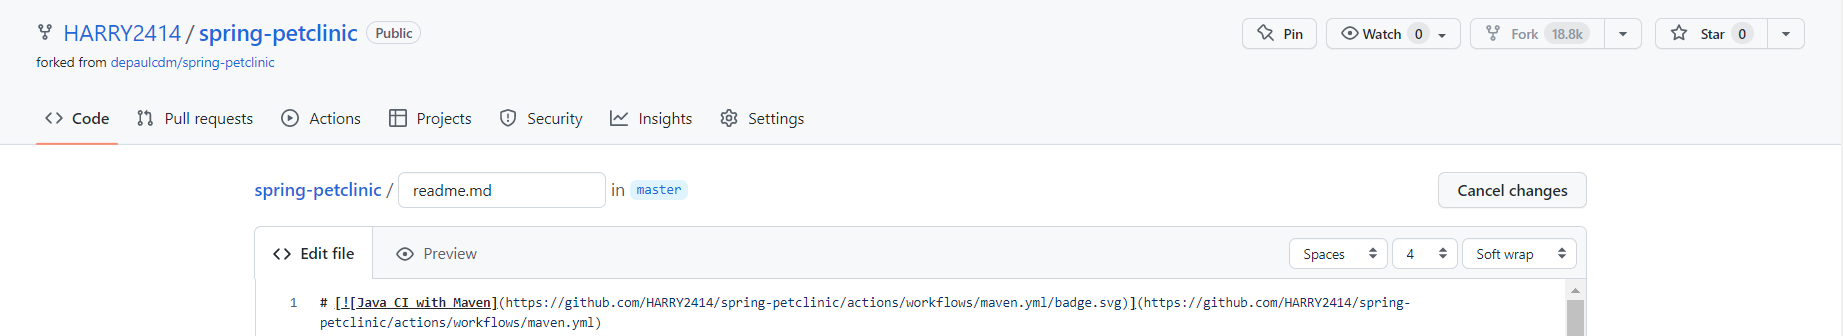 HARRY2414 / spring-petclinic Public Pin Watch 0 Fork 18.8k Star 0
forked from depaulcdm/spring-petclinic
<> Code Pull requests Actions Projects Security Insights Settings
spring-petclinic / readme.md in master Cancel changes
<> Edit file Preview Spaces 4 Soft wrap
1 # [![Java CI with Maven](https://github.com/HARRY2414/spring-petclinic/actions/workflows/maven.yml/badge.svg)](https://github.com/HARRY2414/spring-
petclinic/actions/workflows/maven.yml)